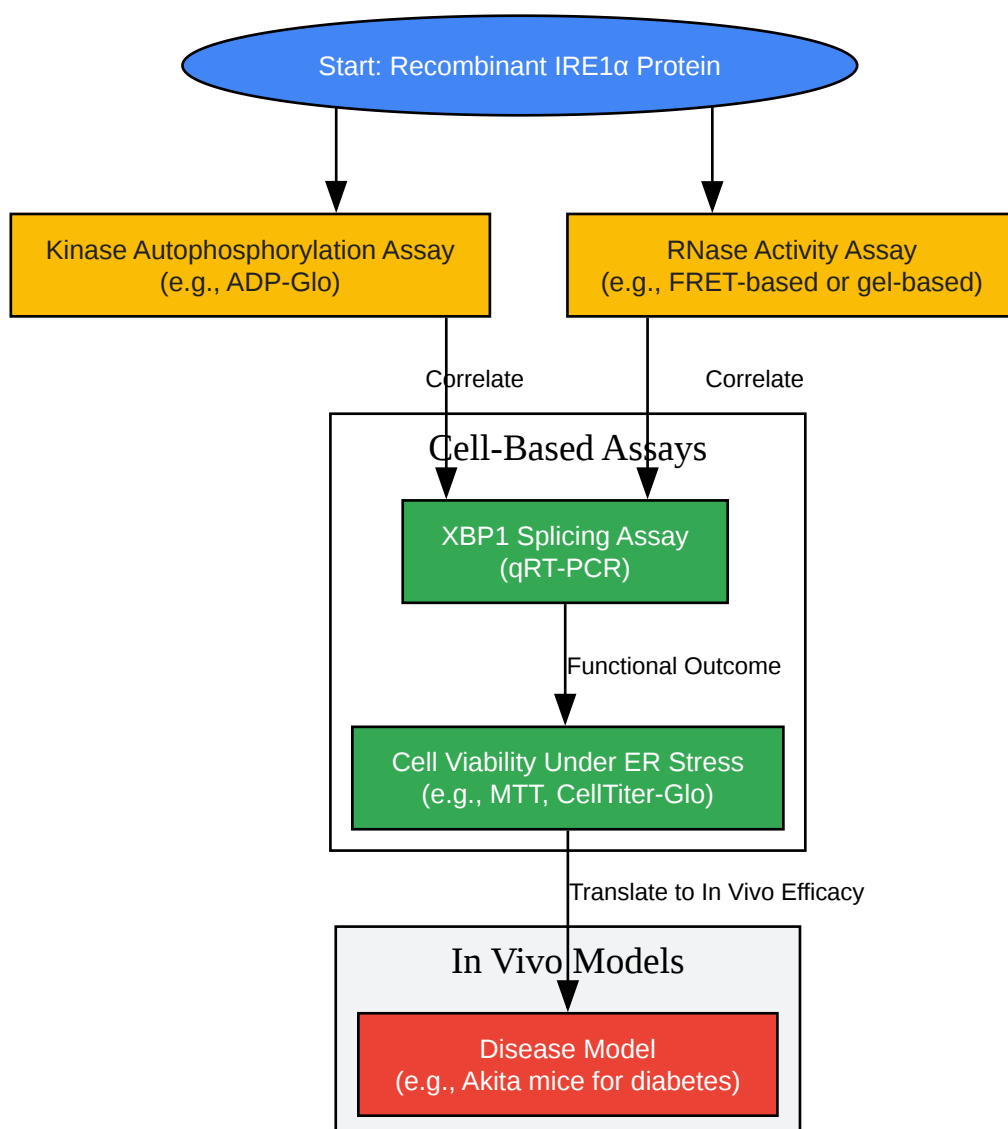 Start: Recombinant IRE1α Protein
Kinase Autophosphorylation Assay
(e.g., ADP-Glo)
RNase Activity Assay
(e.g., FRET-based or gel-based)
Correlate
Correlate
Cell-Based Assays
XBP1 Splicing Assay
(qRT-PCR)
Functional Outcome
Cell Viability Under ER Stress
(e.g., MTT, CellTiter-Glo)
Translate to In Vivo Efficacy
In Vivo Models
Disease Model
(e.g., Akita mice for diabetes)